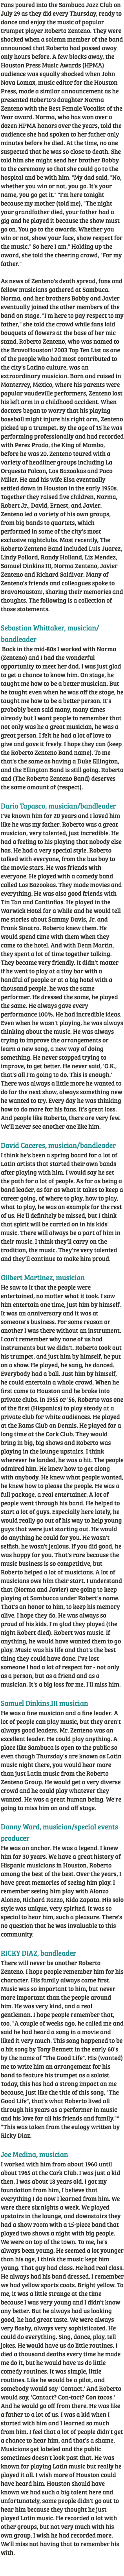 Fans poured into the Sambuca Jazz Club on
July 29 as they did every Thursday, ready to
dance and enjoy the music of popular
trumpet player Roberto Zenteno. They were
shocked when a solemn member of the band
announced that Roberto had passed away
only hours before. A few blocks away, the
Houston Press Music Awards (HPMA)
audience was equally shocked when John
Nova Lomax, music editor for the Houston
Press, made a similar announcement as he
presented Roberto's daughter Norma
Zenteno with the Best Female Vocalist of the
Year award. Norma, who has won over a
dozen HPMA honors over the years, told the
audience she had spoken to her father only
minutes before he died. At the time, no one
suspected that he was so close to death. She
told him she might send her brother Bobby
to the ceremony so that she could go to the
hospital and be with him. "My dad said, "No,
whether you win or not, you go. It's you're
name, you go get it." "I'm here tonight
because my mother (told me), "The night
your grandfather died, your father had a
gig and he played it because the show must
go on. You go to the awards. Whether you
win or not, show your face, show respect for
the music." So here I am." Holding up the
award, she told the cheering crowd, "For my
father."
As news of Zenteno's death spread, fans and
fellow musicians gathered at Sambuca.
Norma, and her brothers Bobby and Javier
eventually joined the other members of the
band on stage. "I'm here to pay respect to my
father," she told the crowd while fans laid
bouquets of flowers at the base of her mic
stand. Roberto Zenteno, who was named to
the Bravohouston! 2003 Top Ten List as one
of the people who had most contributed to
the city's Latino culture, was an
extraordinary musician. Born and raised in
Monterrey, Mexico, where his parents were
popular vaudeville performers, Zenteno lost
his left arm in a childhood accident. When
doctors began to worry that his playing
baseball might injure his right arm, Zenteno
picked up a trumpet. By the age of 15 he was
performing professionally and had recorded
with Perez Prado, the King of Mambo,
before he was 20. Zenteno toured with a
variety of headliner groups including La
Orquesta Falcon, Los Bazookas and Paco
Miller. He and his wife Elsa eventually
settled down in Houston in the early 1950s.
Together they raised five children, Norma,
Robert Jr., David, Ernest, and Javier.
Zenteno led a variety of his own groups,
from big bands to quartets, which
performed in some of the city's most
exclusive nightclubs. Most recently, The
Roberto Zenteno Band included Luis Juarez,
Lindy Pollard, Randy Holland, Liz Mendez,
Samuel Dinkins III, Norma Zenteno, Javier
Zenteno and Richard Saldivar. Many of
Zenteno's friends and colleagues spoke to
Bravohouston!, sharing their memories and
thoughts. The following is a collection of
those statements.
Sebastian Whittaker, musician/
bandleader
Back in the mid-80s I worked with Norma
(Zenteno) and I had the wonderful
opportunity to meet her dad. I was just glad
to get a chance to know him. On stage, he
taught me how to be a better musician. But
he taught even when he was off the stage, he
taught me how to be a better person. It's
probably been said many, many times
already but I want people to remember that
not only was he a great musician, he was a
great person. I felt he had a lot of love to
give and gave it freely. I hope they can (keep
the Roberto Zenteno Band name). To me
that's the same as having a Duke Ellington,
and the Ellington Band is still going. Roberto
and (The Roberto Zenteno Band) deserves
the same amount of (respect).
Dario Tapasco, musician/bandleader
I've known him for 20 years and I loved him
like he was my father. Roberto was a great
musician, very talented, just incredible. He
had a feeling to his playing that nobody else
has. He had a very special style. Roberto
talked with everyone, from the bus boy to
the movie stars. He was friends with
everyone. He played with a comedy band
called Los Bazookas. They made movies and
everything. He was also good friends with
Tin Tan and Cantinflas. He played in the
Warwick Hotel for a while and he would tell
me stories about Sammy Davis, Jr. and
Frank Sinatra. Roberto knew them. He
would spend time with them when they
came to the hotel. And with Dean Martin,
they spent a lot of time together talking.
They became very friendly. It didn't matter
if he went to play at a tiny bar with a
handful of people or at a big hotel with a
thousand people, he was the same
performer. He dressed the same, he played
the same. He always gave every
performance 100%. He had incredible ideas.
Even when he wasn't playing, he was always
thinking about the music. He was always
trying to improve the arrangements or
learn a new song, a new way of doing
something. He never stopped trying to
improve, to get better. He never said, 'O.K.,
that's all I'm going to do. This is enough.'
There was always a little more he wanted to
do for the next show, always something new
he wanted to try. Every day he was thinking
how to do more for his fans. It's great loss.
And people like Roberto, there are very few.
We'll never see another one like him.
David Caceres, musician/bandleader
I think he's been a spring board for a lot of
Latin artists that started their own bands
after playing with him. I would say he set
the path for a lot of people. As far as being a
band leader, as far as what it takes to keep a
career going, of where to play, how to play,
what to play, he was an example for the rest
of us. He'll definitely be missed, but I think
that spirit will be carried on in his kids'
music. There will always be a part of him in
their music. I think they'll carry on the
tradition, the music. They're very talented
and they'll continue to make him proud.
Gilbert Martinez, musician
He saw to it that the people were
entertained, no matter what it took. I saw
him entertain one time, just him by himself.
It was an anniversary and it was at
someone's business. For some reason or
another I was there without an instrument.
I can't remember why none of us had
instruments but we didn't. Roberto took out
his trumpet, and just him by himself, he put
on a show. He played, he sang, he danced.
Everybody had a ball. Just him by himself,
he could entertain a whole crowd. When he
first came to Houston and he broke into
private clubs. In 1955 or '56, Roberto was one
of the first (Hispanics) to play steady at a
private club for white audiences. He played
at the Roma Club on Dennis. He played for a
long time at the Cork Club. They would
bring in big, big shows and Roberto was
playing in the lounge upstairs. I think
wherever he landed, he was a hit. The people
admired him. He knew how to get along
with anybody. He knew what people wanted,
he knew how to please the people. He was a
full package, a real entertainer. A lot of
people went through his band. He helped to
start a lot of guys. Especially here lately, he
would really go out of his way to help young
guys that were just starting out. He would
do anything he could for you. He wasn't
selfish, he wasn't jealous. If you did good, he
was happy for you. That's rare because the
music business is so competitive, but
Roberto helped a lot of musicians. A lot of
musicians owe him their start. I understand
that (Norma and Javier) are going to keep
playing at Sambuca under Robert's name.
That's an honor to him, to keep his memory
alive. I hope they do. He was always so
proud of his kids. I'm glad they played (the
night Robert died). Robert was music. If
anything, he would have wanted them to go
play. Music was his life and that's the best
thing they could have done. I've lost
someone I had a lot of respect for - not only
as a person, but as a friend and as a
musician. It's a big loss for me. I'll miss him.
Samuel Dinkins,III musician
He was a fine musician and a fine leader. A
lot of people can play music, but they aren't
always good leaders. Mr. Zenteno was an
excellent leader. He could play anything. A
place like Sambuca is open to the public so
even though Thursday's are known as Latin
music night there, you would hear more
than just Latin music from the Roberto
Zenteno Group. He would get a very diverse
crowd and he could play whatever they
wanted. He was a great human being. We're
going to miss him on and off stage.
Danny Ward, musician/special events
producer
He was an anchor. He was a legend. I knew
him for 30 years. We have a great history of
Hispanic musicians in Houston, Roberto
among the best of the best. Over the years, I
have great memories of seeing him play. I
remember seeing him play with Alonzo
Alonzo, Richard Razzo, Kido Zapata. His solo
style was unique, very spirited. It was so
special to hear him, such a pleasure. There's
no question that he was invaluable to this
community.
RICKY DIAZ, bandleader
There will never be another Roberto
Zenteno. I hope people remember him for his
character. His family always came first.
Music was so important to him, but never
more important than the people around
him. He was very kind, and a real
gentleman. I hope people remember that,
too. "A couple of weeks ago, he called me and
said he had heard a song in a movie and
liked it very much. This song happened to be
a hit song by Tony Bennett in the early 60's
by the name of 'The Good Life'. His (wanted)
me to write him an arrangement for his
band to feature his trumpet as a soloist.
Today, this has had a strong impact on me
because, just like the title of this song, "The
Good Life", that's what Roberto lived all
through the years as a performer in music
and his love for all his friends and family.'"
*This was taken from the eulogy written by
Ricky Diaz.
Joe Medina, musician
I worked with him from about 1960 until
about 1965 at the Cork Club. I was just a kid
then, I was about 18 years old. I got my
foundation from him, I believe that
everything I do now I learned from him. We
were there six nights a week. We played
upstairs in the lounge, and downstairs they
had a show room with a 15-piece band that
played two shows a night with big people.
We were on top of the town. To me, he's
always been young. He seemed a lot younger
than his age, I think the music kept him
young. That guy had class. He had real class.
He always had his band dressed. I remember
we had yellow sports coats. Bright yellow. To
me, it was a little strange at the time
because I was very young and I didn't know
any better. But he always had us looking
good, he had great taste. We were always
very flashy, always very sophisticated. He
could do everything. Sing, dance, play, tell
jokes. He would have us do little routines. I
died a thousand deaths every time he made
me do it, but he would have us do little
comedy routines. It was simple, little
routines. Like he would be a pilot, and
somebody would say 'Contact.' And Roberto
would say, 'Contact? Con-tact? Con tacos.'
And he would go off from there. He was like
a father to a lot of us. I was a kid when I
started with him and I learned so much
from him. I feel that a lot of people didn't get
a chance to hear him, and that's a shame.
Musicians get labeled and the public
sometimes doesn't look past that. He was
known for playing Latin music but really he
played it all. I wish more of Houston could
have heard him. Houston should have
known we had such a big talent here and
unfortunately, some people didn't go out to
hear him because they thought he just
played Latin music. He recorded a lot with
other groups, but not very much with his
own group. I wish he had recorded more.
We'll miss not having that to remember his
with.